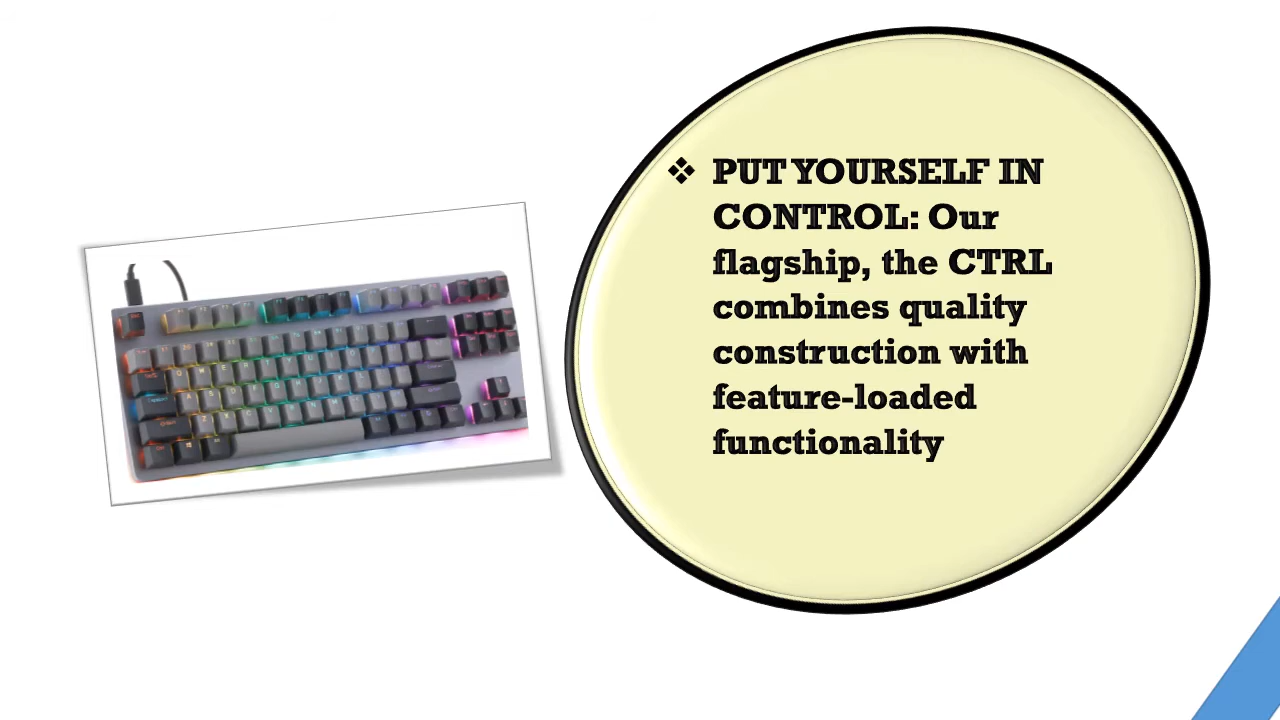 ❖ PUT YOURSELF IN
CONTROL: Our
flagship, the CTRL
combines quality
construction with
feature-loaded
functionality